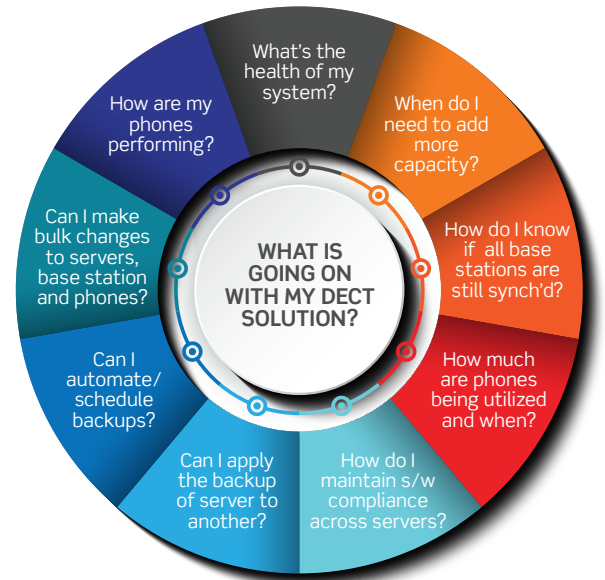 What's the
health of my
system?
When do I
need to add
more
capacity?
How do I know
if all base
stations are
still synch'd?
How much
are phones
being utilized
and when?
How do I
maintain s/w
compliance
across servers?
Can I apply
the backup
of server to
another?
Can I
automate/
schedule
backups?
Can I make
bulk changes
to servers,
base station
and phones?
How are my
phones
performing?
WHAT IS
GOING ON
WITH MY DECT
SOLUTION?